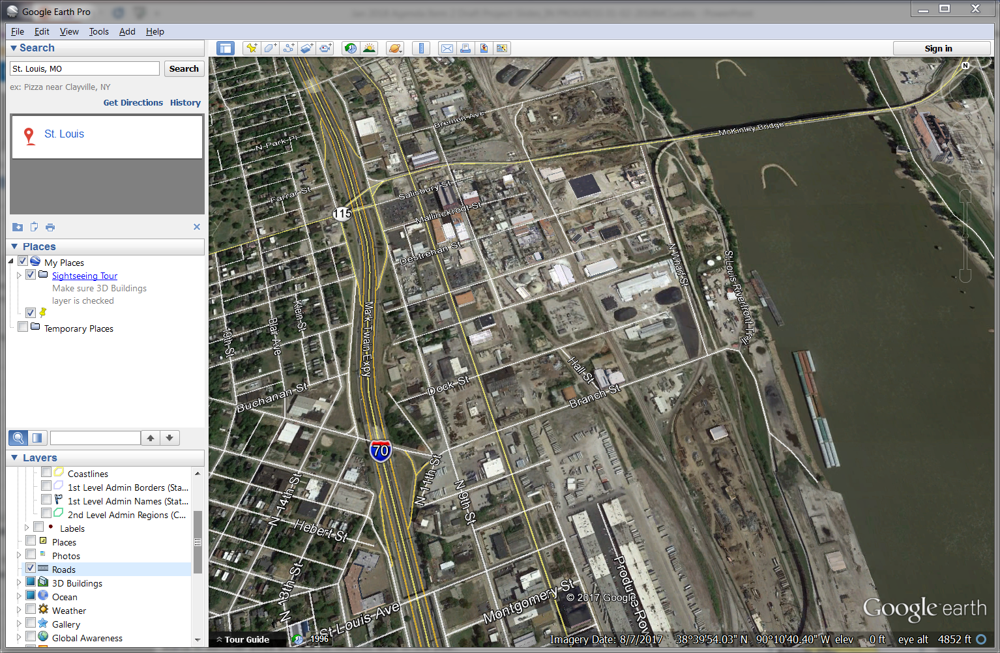 Google Earth Pro
File Edit View Tools Add Help
Search
St. Louis, MO
Search
ex: Pizza near Clayville, NY
Get Directions History
St. Louis
Places
My Places
Sightseeing Tour
Make sure 3D Buildings
layer is checked
Temporary Places
Layers
Coastlines
1st Level Admin Borders (Sta...
1st Level Admin Names (Stat...
2nd Level Admin Regions (C...
Labels
Places
Photos
Roads
3D Buildings
Ocean
Weather
Gallery
Global Awareness
Sign in
N
Bremen Ave
McKinley Bridge
N Park Pl
Farrar St
Salisbury St
115
Mallinckrodt St
Destrehan St
N Wharf St
St Louis Riverfront Trail
Mark Twain Expy
Klein St
Blair Ave
19th St
Buchanan St
Dock St
Hall St
Branch St
70
N 11th St
N 9th St
N 14th St
Hebert St
N 13th St
St Louis Ave
Montgomery St
Produce Row
© 2017 Google
Google earth
Tour Guide
1996
Imagery Date: 8/7/2017 38°39'54.03" N 90°10'40.40" W elev 0 ft eye alt 4852 ft